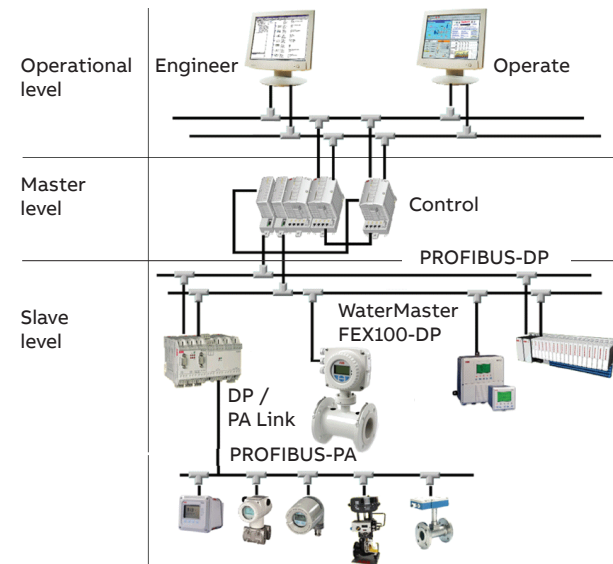 Operational
level
Engineer
Operate
Master
level
Control
PROFIBUS-DP
Slave
level
WaterMaster
FEX100-DP
DP /
PA Link
PROFIBUS-PA